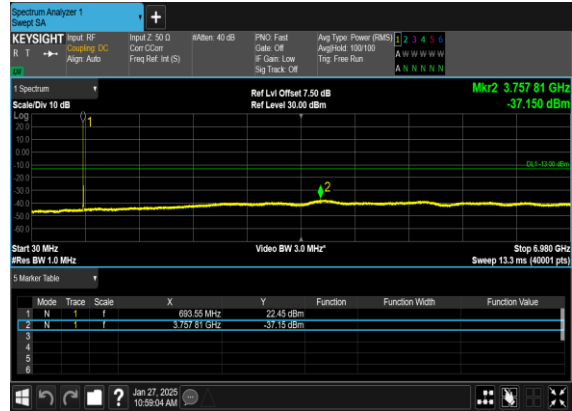 Spectrum Analyzer 1
Swept SA
+
KEYSIGHT Input: RF Input Z: 50 Ω #Atten: 40 dB PNO: Fast Avg Type: Power (RMS) 1 2 3 4 5 6
R T Coupling: DC Corr CCorr Gate: Off Avg|Hold: 100/100 A W W W W W
Align: Auto Freq Ref: Int (S) IF Gain: Low Trig: Free Run
Sig Track: Off A N N N N N
1 Spectrum Ref Lvl Offset 7.50 dB Mkr2 3.757 81 GHz
Scale/Div 10 dB Ref Level 30.00 dBm -37.150 dBm
Log
20.0
10.0
0.00
-10.0
-20.0
-30.0
-40.0
-50.0
-60.0
1
DL1 -13.00 dBm
2
Start 30 MHz Video BW 3.0 MHz* Stop 6.980 GHz
#Res BW 1.0 MHz Sweep 13.3 ms (40001 pts)
5 Marker Table
Mode Trace Scale X Y Function Function Width Function Value
1 N 1 f 693.55 MHz 22.45 dBm
2 N 1 f 3.757 81 GHz -37.15 dBm
3
4
5
6
? Jan 27, 2025
10:59:04 AM